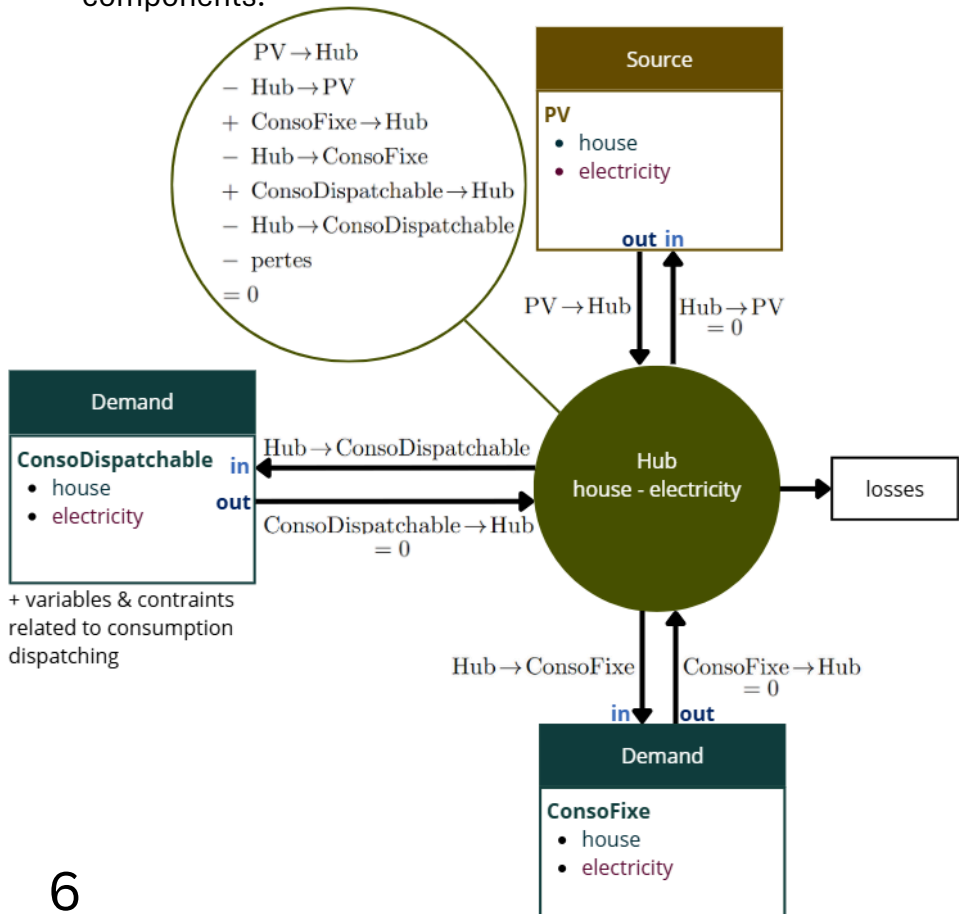 components.
PV→Hub
− Hub→PV
+ ConsoFixe→Hub
− Hub→ConsoFixe
+ ConsoDispatchable→Hub
− Hub→ConsoDispatchable
− pertes
= 0
Source
PV
• house
• electricity
out in
PV→Hub
Hub→PV
= 0
Demand
ConsoDispatchable
• house
• electricity
in
out
+ variables & contraints
related to consumption
dispatching
Hub→ConsoDispatchable
ConsoDispatchable→Hub
= 0
Hub
house - electricity
losses
Hub→ConsoFixe
ConsoFixe→Hub
= 0
in out
Demand
ConsoFixe
• house
• electricity
6